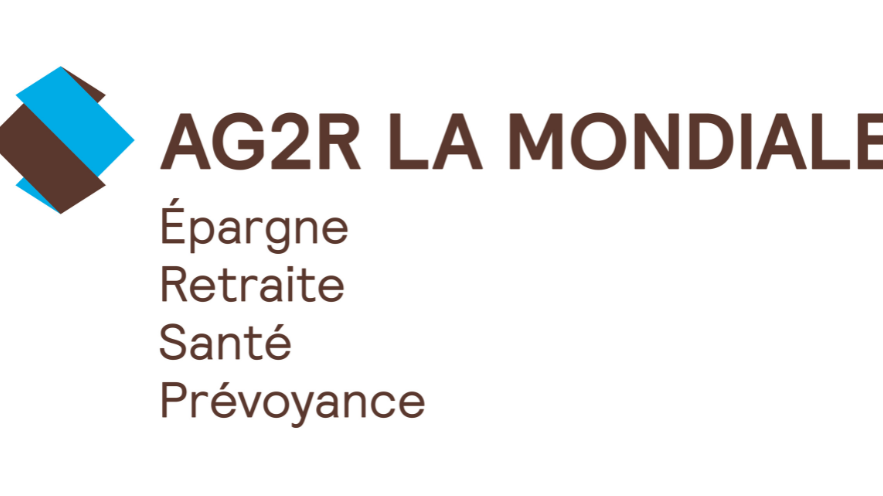 AG2R LA MONDIALE
Épargne
Retraite
Santé
Prévoyance